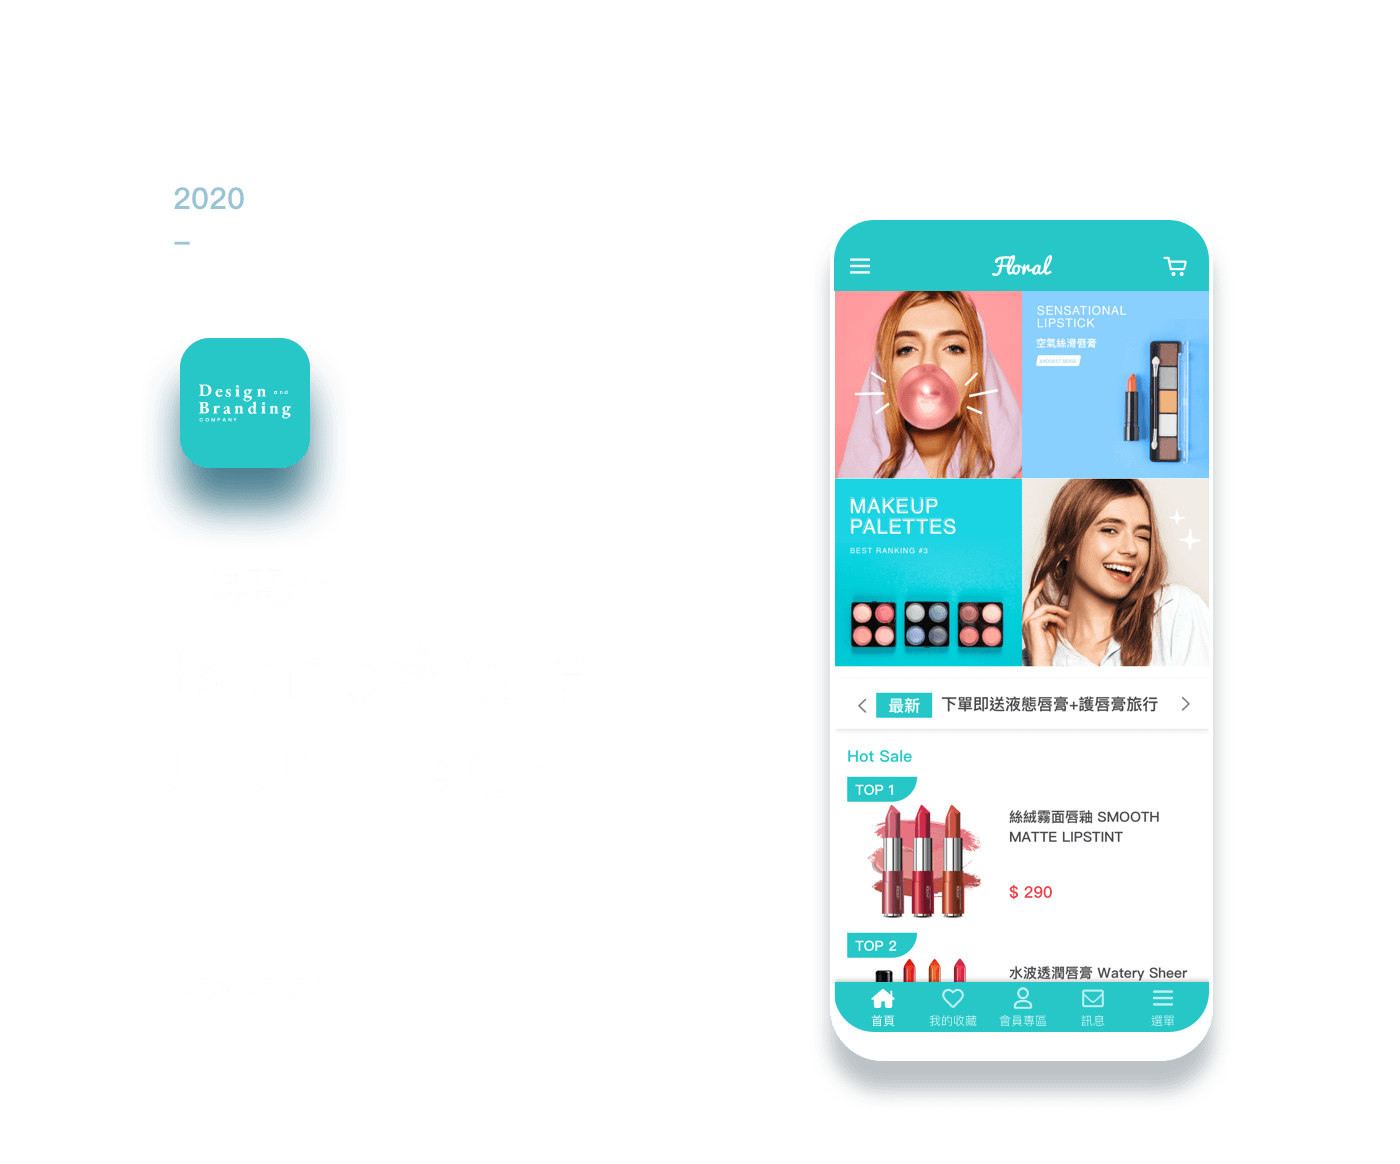 2020
–
Design and
Branding
COMPANY
Floral
SENSATIONAL
LIPSTICK
空氣絲滑唇膏
MAKEUP
PALETTES
BEST RANKING #3
最新 下單即送液態唇膏+護唇膏旅行
Hot Sale
TOP 1
絲絨霧面唇釉 SMOOTH
MATTE LIPSTINT
$ 290
TOP 2
水波透潤唇膏 Watery Sheer
首頁 我的收藏 會員專區 訊息 選單